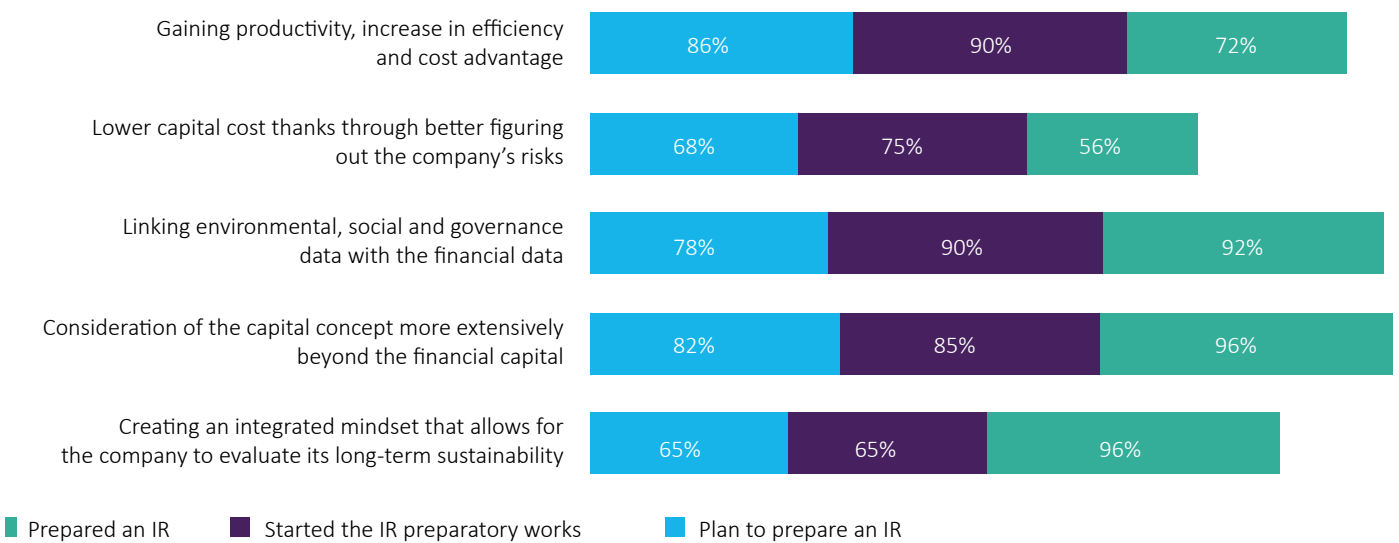 Gaining productivity, increase in efficiency
and cost advantage
86% 90% 72%
Lower capital cost thanks through better figuring
out the company’s risks
68% 75% 56%
Linking environmental, social and governance
data with the financial data
78% 90% 92%
Consideration of the capital concept more extensively
beyond the financial capital
82% 85% 96%
Creating an integrated mindset that allows for
the company to evaluate its long-term sustainability
65% 65% 96%
Prepared an IR Started the IR preparatory works Plan to prepare an IR